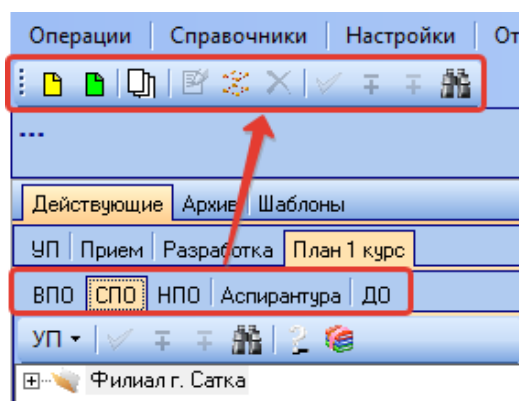 Операции Справочники Настройки От
...
Действующие Архив Шаблоны
УП Прием Разработка План 1 курс
ВПО СПО НПО Аспирантура ДО
УП
Филиал г. Сатка